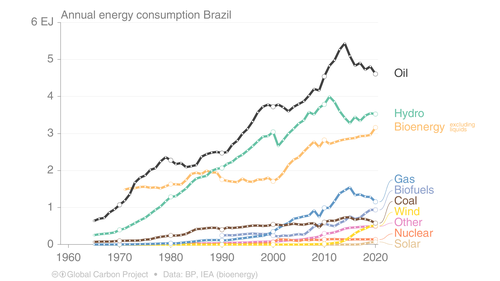 Annual energy consumption Brazil
6 EJ
5
4
3
2
1
0
1960
1970
1980
1990
2000
2010
2020
Oil
Hydro
Bioenergy excluding liquids
Gas
Biofuels
Coal
Wind
Other
Nuclear
Solar
Global Carbon Project • Data: BP, IEA (bioenergy)